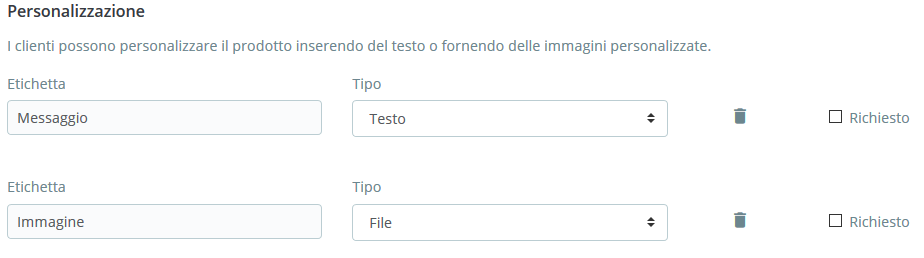 Personalizzazione
I clienti possono personalizzare il prodotto inserendo del testo o fornendo delle immagini personalizzate.
Etichetta Tipo
Messaggio Testo Richiesto
Etichetta Tipo
Immagine File Richiesto